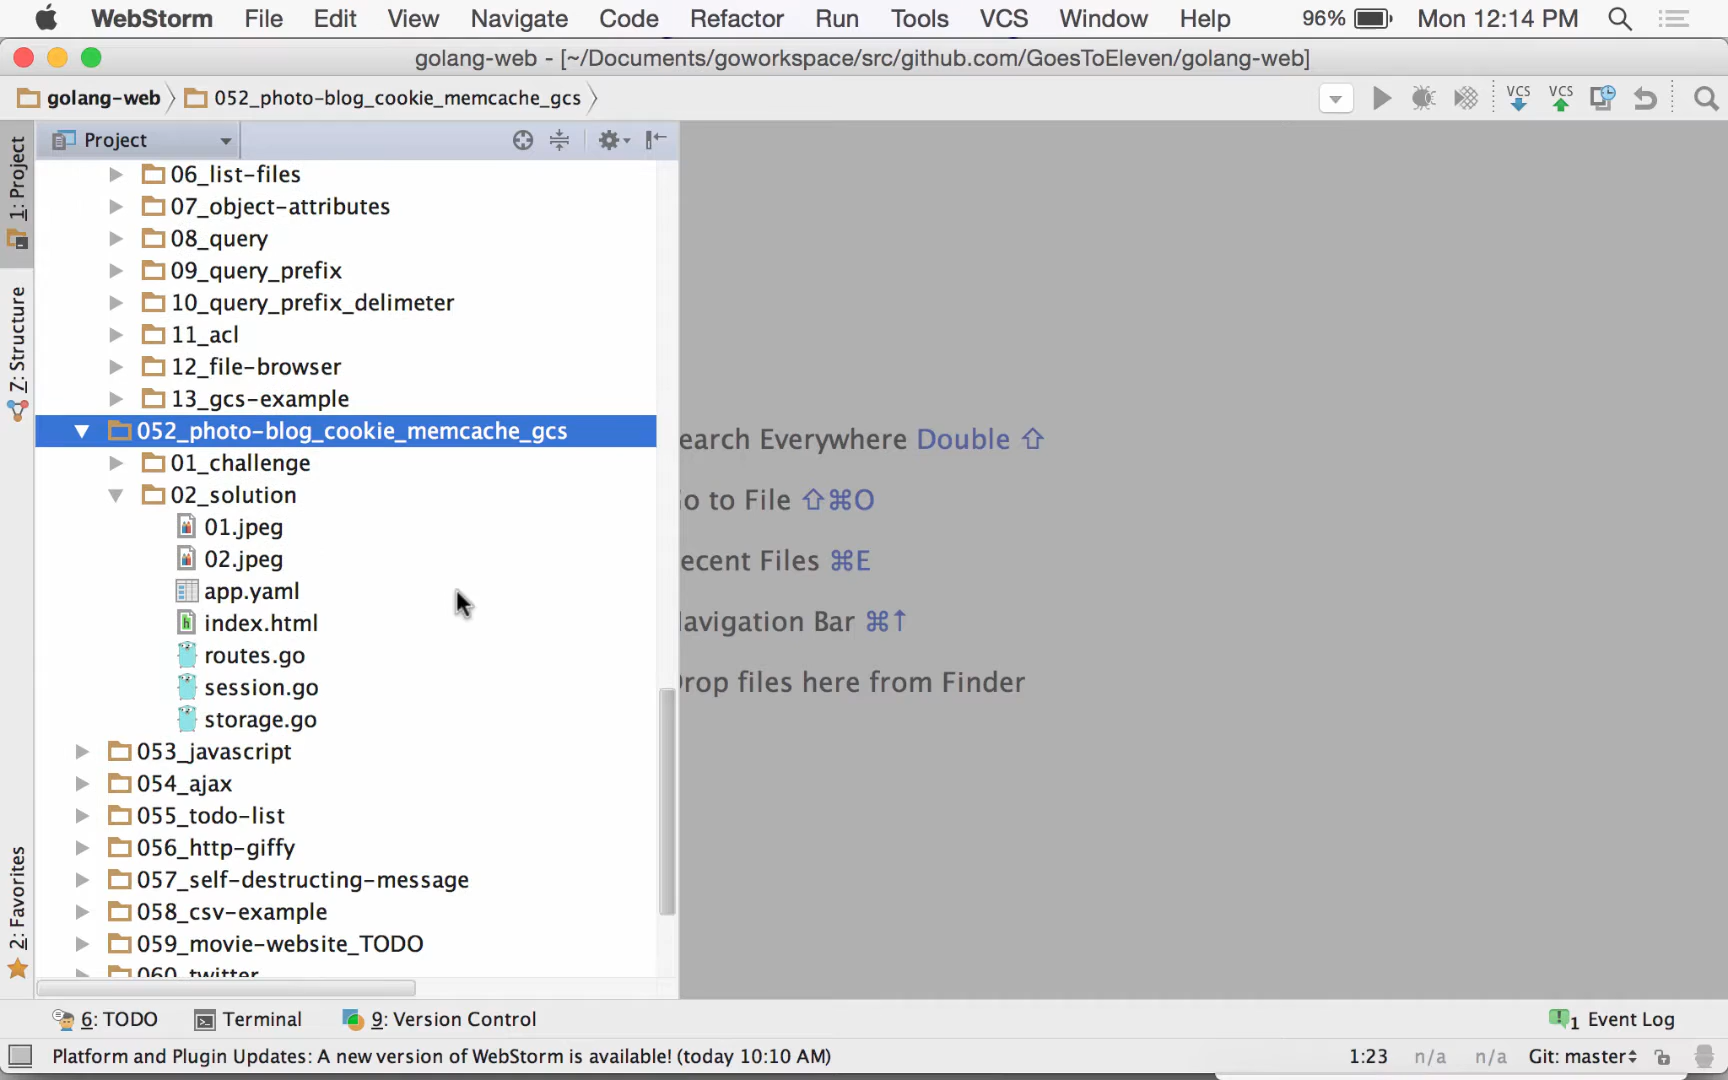 WebStorm File Edit View Navigate Code Refactor Run Tools VCS Window Help 96% Mon 12:14 PM
golang-web - [~/Documents/goworkspace/src/github.com/GoesToEleven/golang-web]
golang-web 052_photo-blog_cookie_memcache_gcs VCS VCS
1: Project
Project
06_list-files
07_object-attributes
08_query
09_query_prefix
10_query_prefix_delimeter
11_acl
12_file-browser
13_gcs-example
052_photo-blog_cookie_memcache_gcs
01_challenge
02_solution
01.jpeg
02.jpeg
app.yaml
index.html
routes.go
session.go
storage.go
053_javascript
054_ajax
055_todo-list
056_http-giffy
057_self-destructing-message
058_csv-example
059_movie-website_TODO
060_twitter
7: Structure
2: Favorites
earch Everywhere Double ⇧
o to File ⇧⌘O
ecent Files ⌘E
avigation Bar ⌘↑
rop files here from Finder
6: TODO Terminal 9: Version Control 1 Event Log
Platform and Plugin Updates: A new version of WebStorm is available! (today 10:10 AM) 1:23 n/a n/a Git: master